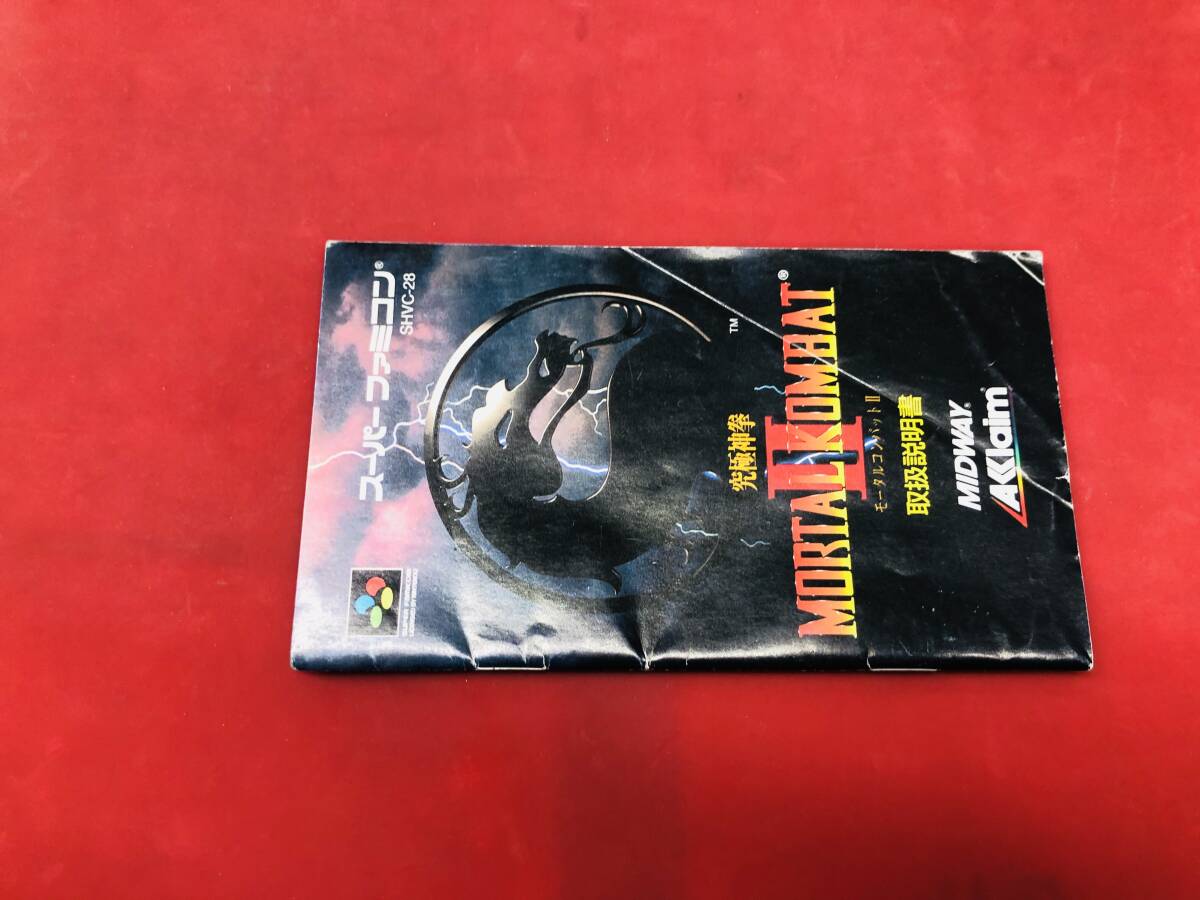 スーパーファミコン®
SHVC-28
TM
究極神拳
MORTAL KOMBAT®
II
モータルコンバットII
取扱説明書
MIDWAY®
AKlaim®